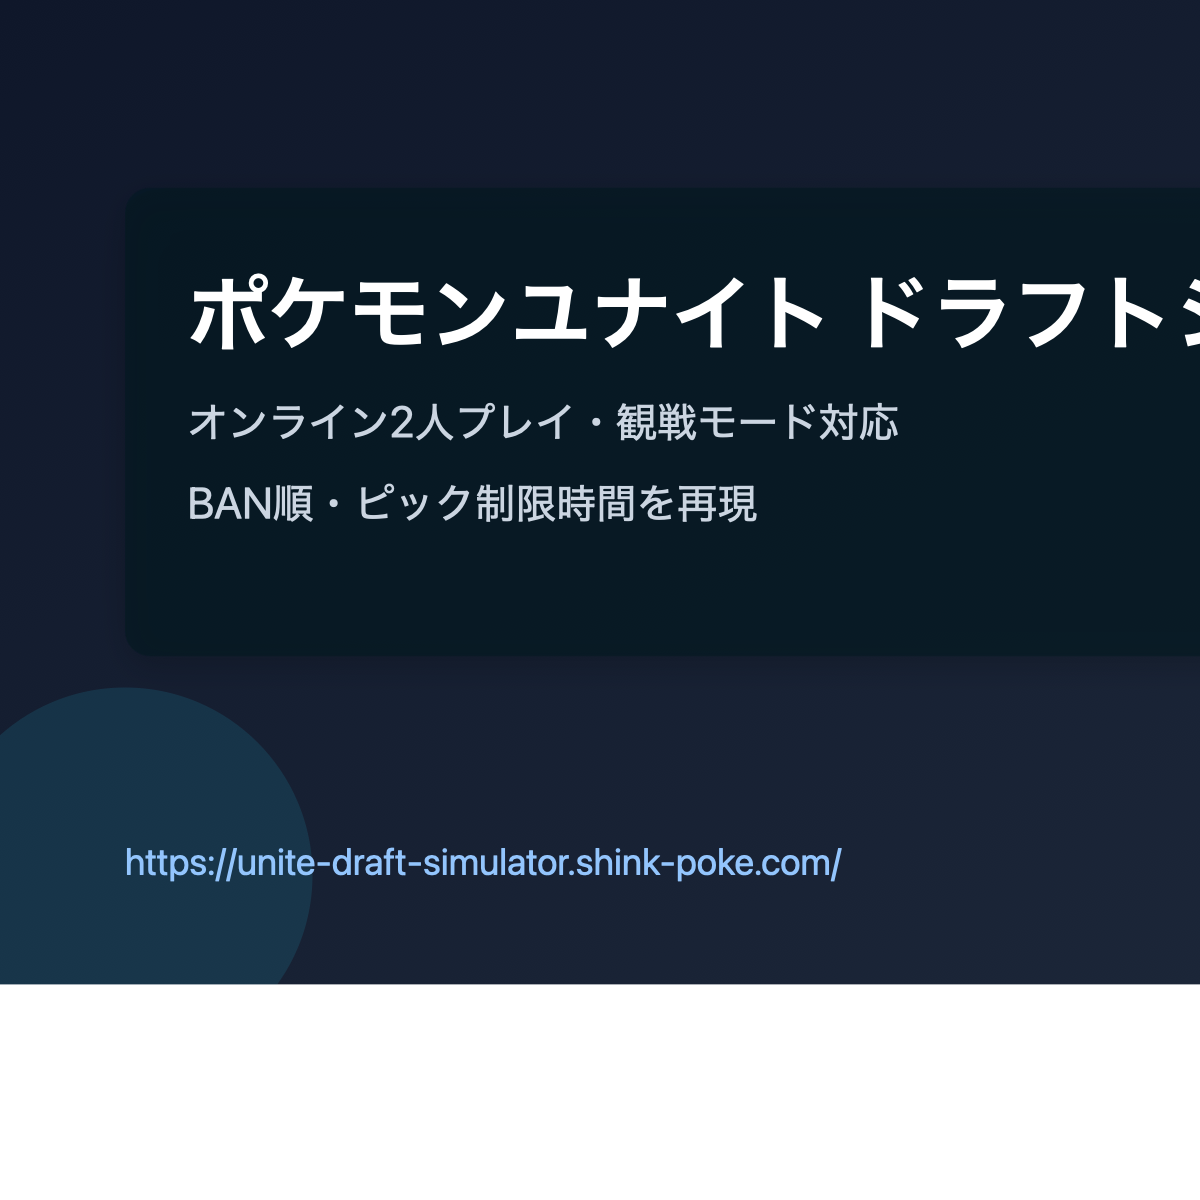 ポケモンユナイト ドラフト
オンライン2人プレイ・観戦モード対応
BAN順・ピック制限時間を再現
https://unite-draft-simulator.shink-poke.com/